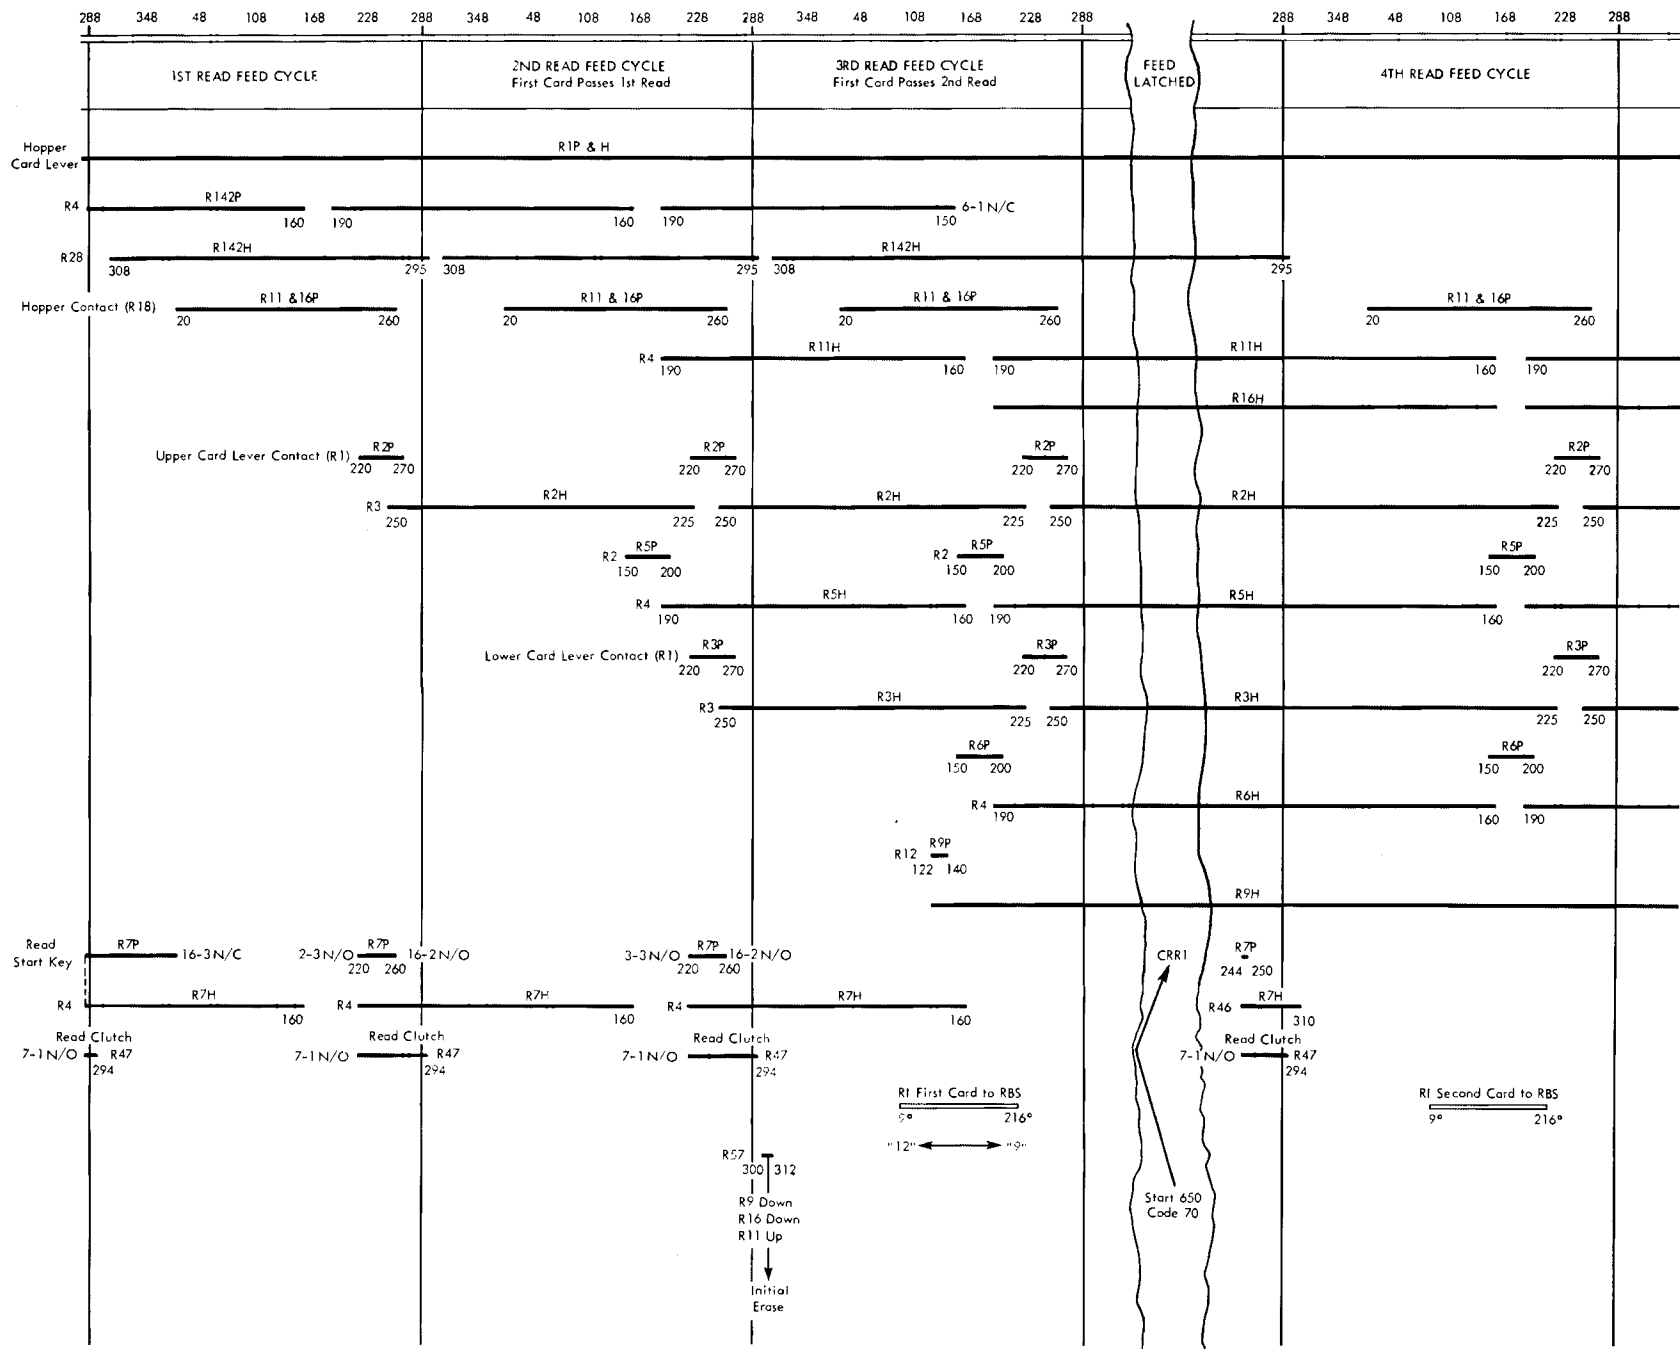 288 348 48 108 168 228 288 348 48 108 168 228 288 348 48 108 168 228 288 288 348 48 108 168 228 288
1ST READ FEED CYCLE
2ND READ FEED CYCLE
First Card Passes 1st Read
3RD READ FEED CYCLE
First Card Passes 2nd Read
FEED
LATCHED
4TH READ FEED CYCLE
Hopper
Card Lever
R1P & H
R4 R142P R142P 6-1 N/C
160 190 160 190 150
R28 R142H R142H
308 295 308 295 308 295
Hopper Contact (R18) R11 & 16P R11 & 16P R11 & 16P R11 & 16P
20 260 20 260 20 260 20 260
R4 R11H R11H
190 160 190 160 190
R16H
Upper Card Lever Contact (R1) R2P R2P R2P R2P
220 270 220 270 220 270 220 270
R3 R2H R2H R2H
250 225 250 225 250 225 250
R2 R5P R2 R5P R5P
150 200 150 200 150 200
R4 R5H R5H
190 160 190 160
Lower Card Lever Contact (R1) R3P R3P R3P
220 270 220 270 220 270
R3 R3H R3H
250 225 250 225 250
R6P R6P
150 200 150 200
R4 R6H
190 160 190
R12 R9P
122 140
R9H
Read
Start Key
R7P 16-3 N/C 2-3 N/O R7P 16-2 N/O 3-3 N/O R7P 16-2 N/O CRR1 R7P
220 260 220 260 244 250
R4 R7H R4 R7H R4 R7H R46 R7H
160 160 160 310
Read Clutch Read Clutch Read Clutch Read Clutch
7-1 N/O R47 7-1 N/O R47 7-1 N/O R47 7-1 N/O R47
294 294 294 294
RI First Card to RBS RI Second Card to RBS
9° 216° 9° 216°
"12" "9"
R57
300 312
R9 Down
R16 Down
R11 Up
Initial
Erase
Start 650
Code 70